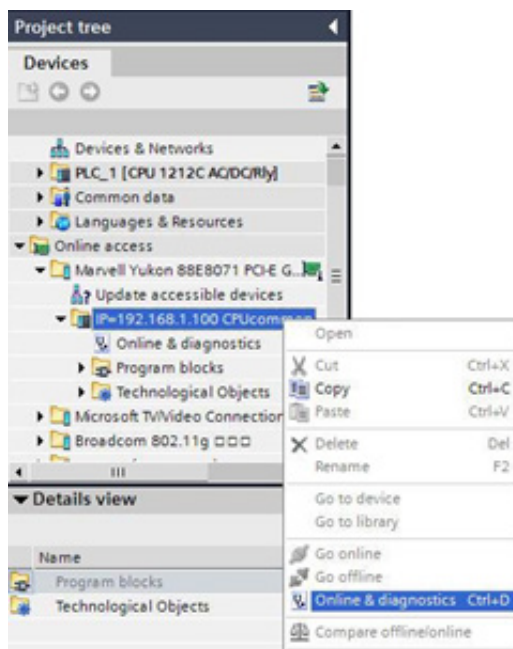 Project tree
Devices
Devices & Networks
PLC_1 [CPU 1212C AC/DC/Rly]
Common data
Languages & Resources
Online access
Marvell Yukon 88E8071 PCI-E G...
Update accessible devices
IP=192.168.1.100 CPUcommon
Online & diagnostics
Program blocks
Technological Objects
Microsoft TV/Video Connection
Broadcom 802.11g □□□
Open
Cut Ctrl+X
Copy Ctrl+C
Paste Ctrl+V
Delete Del
Rename F2
Go to device
Go to library
Go online
Go offline
Online & diagnostics Ctrl+D
Compare offline/online
Details view
Name
Program blocks
Technological Objects